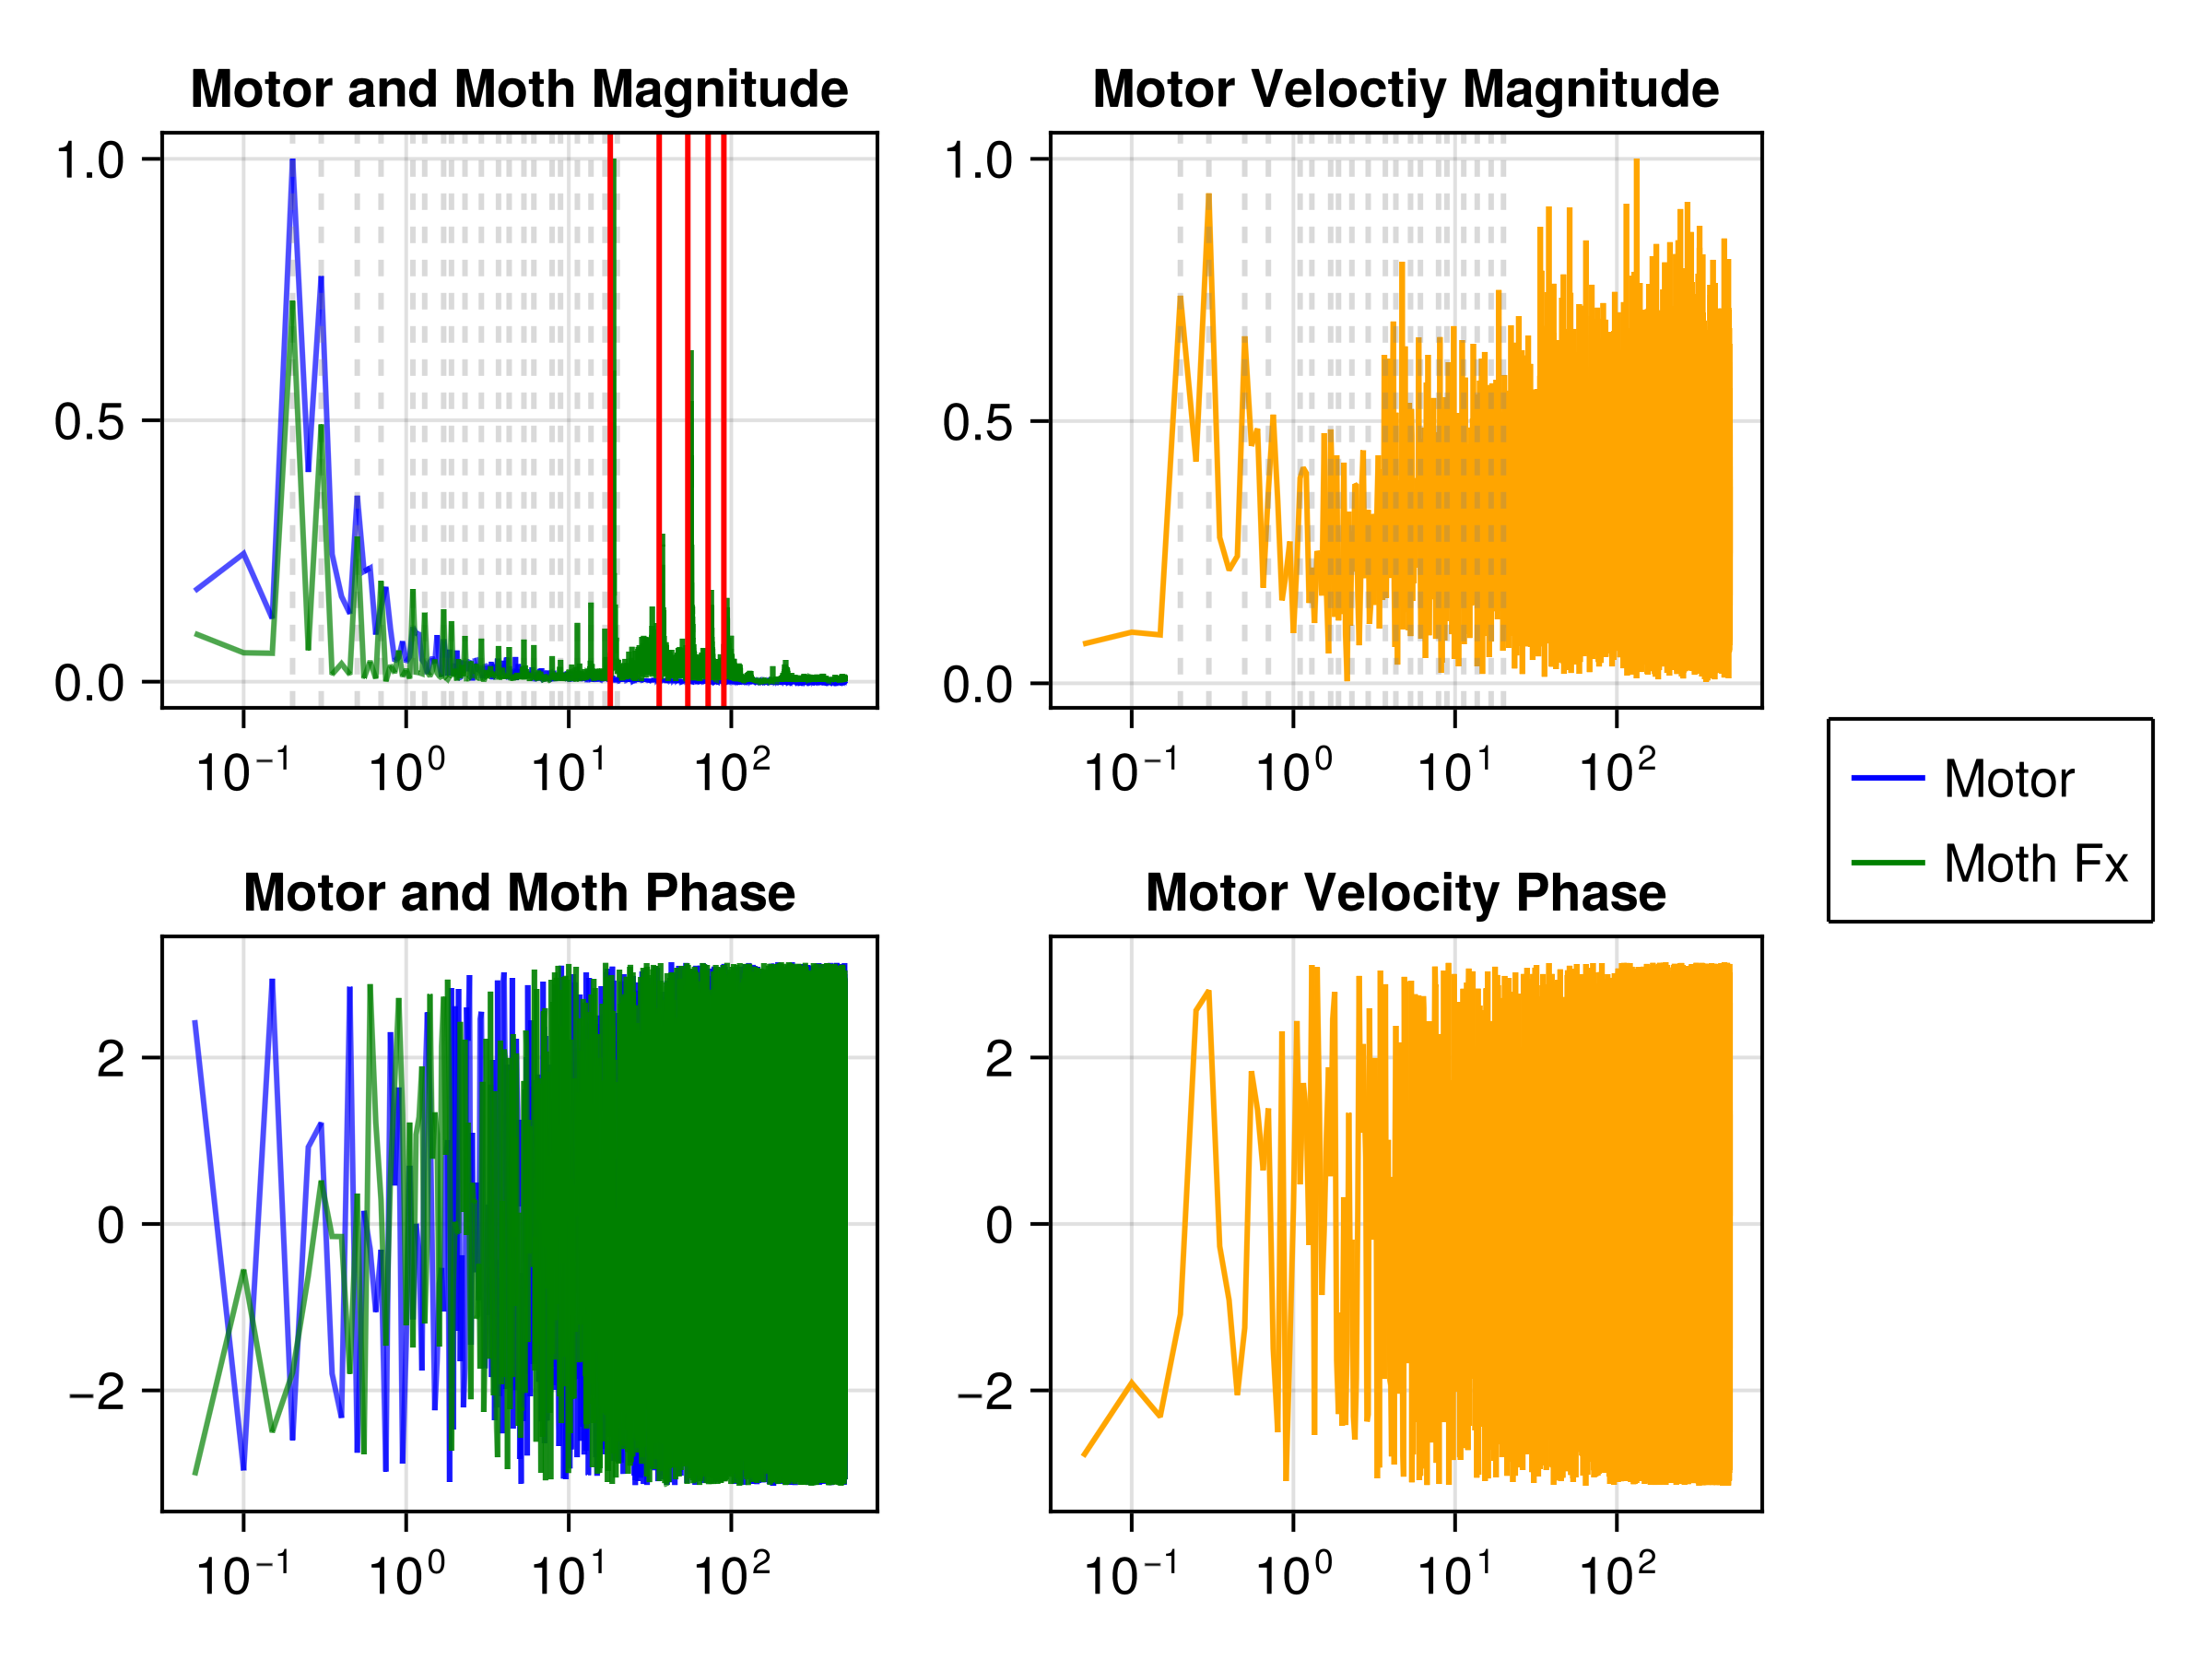 Motor and Moth Magnitude
1.0
0.5
0.0
10⁻¹ 10⁰ 10¹ 10²
Motor Veloctiy Magnitude
1.0
0.5
0.0
10⁻¹ 10⁰ 10¹ 10²
Motor
Moth Fx
Motor and Moth Phase
2
0
−2
10⁻¹ 10⁰ 10¹ 10²
Motor Velocity Phase
2
0
−2
10⁻¹ 10⁰ 10¹ 10²